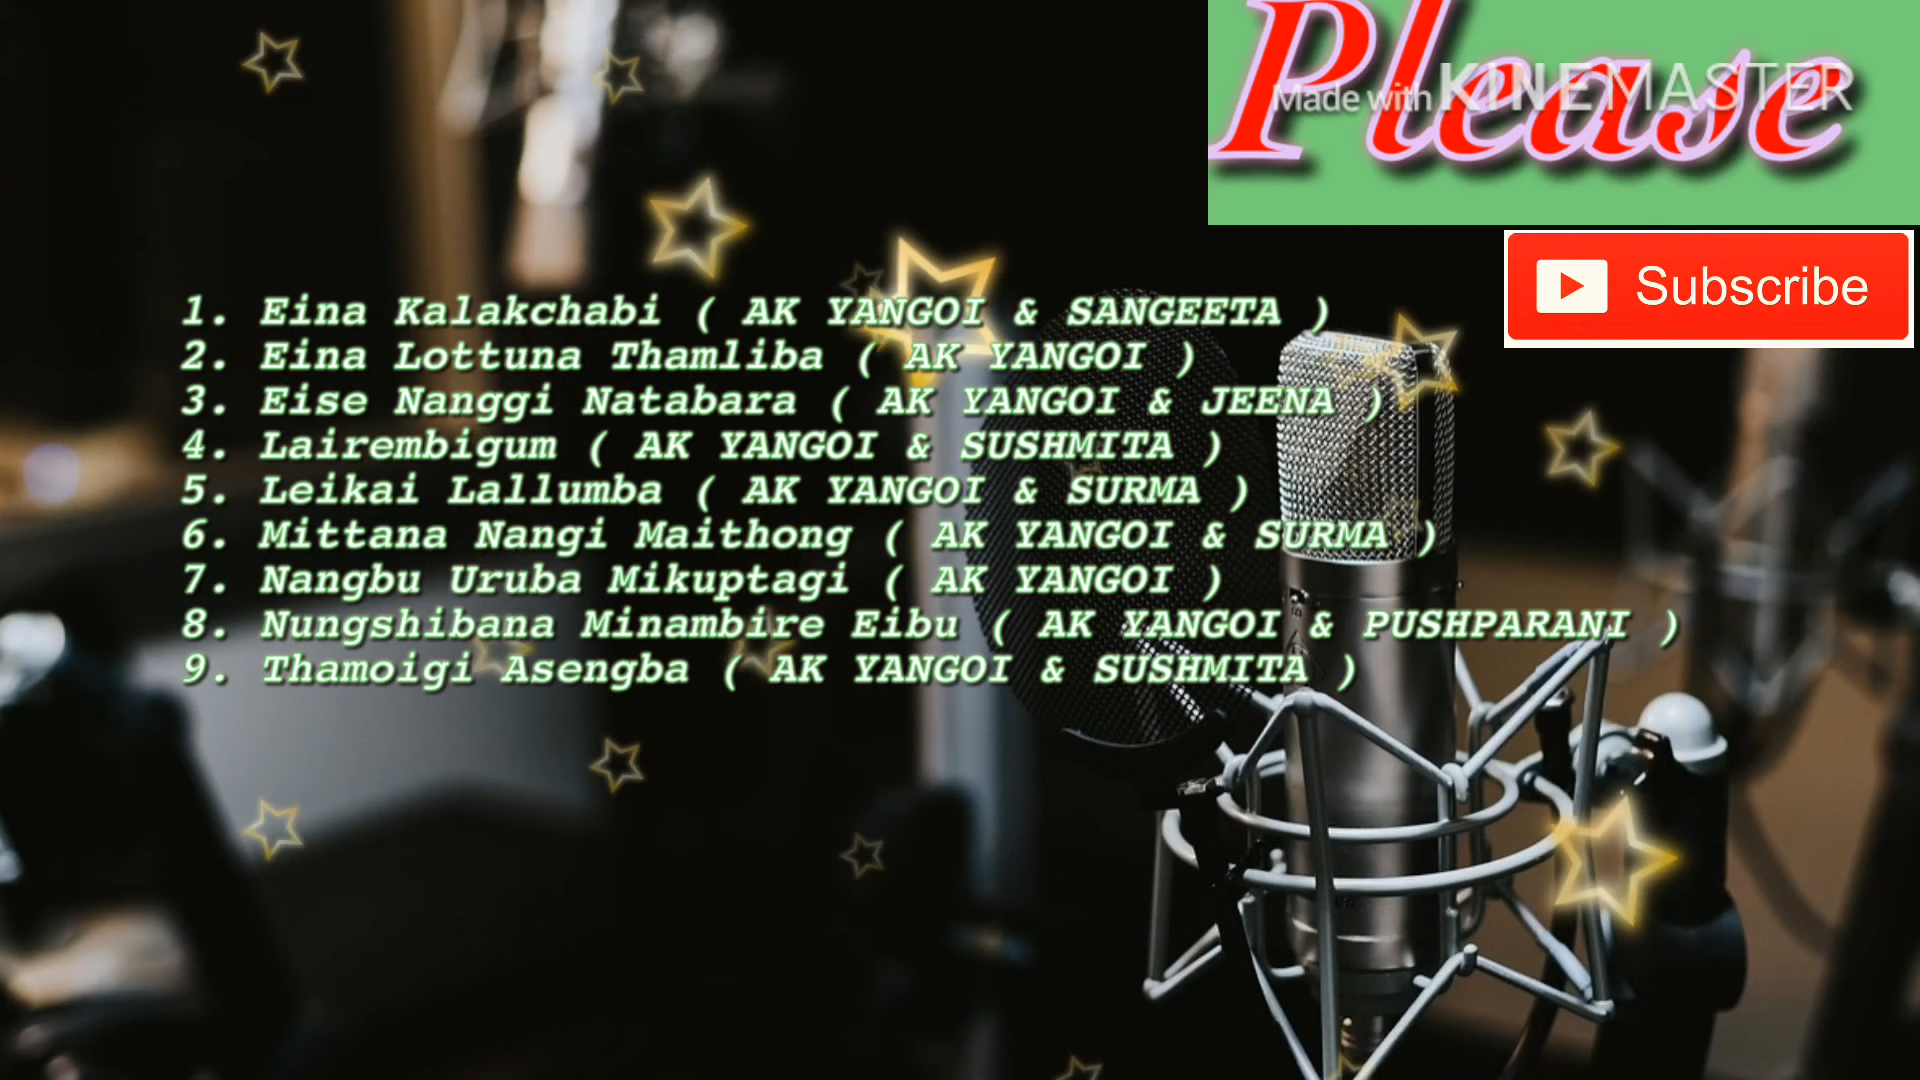 Please
Made with KINEMASTER
Subscribe
1. Eina Kalakchabi ( AK YANGOI & SANGEETA )
2. Eina Lottuna Thamliba ( AK YANGOI )
3. Eise Nanggi Natabara ( AK YANGOI & JEENA )
4. Lairembigum ( AK YANGOI & SUSHMITA )
5. Leikai Lallumba ( AK YANGOI & SURMA )
6. Mittana Nangi Maithong ( AK YANGOI & SURMA )
7. Nangbu Uruba Mikuptagi ( AK YANGOI )
8. Nungshibana Minambire Eibu ( AK YANGOI & PUSHPARANI )
9. Thamoigi Asengba ( AK YANGOI & SUSHMITA )